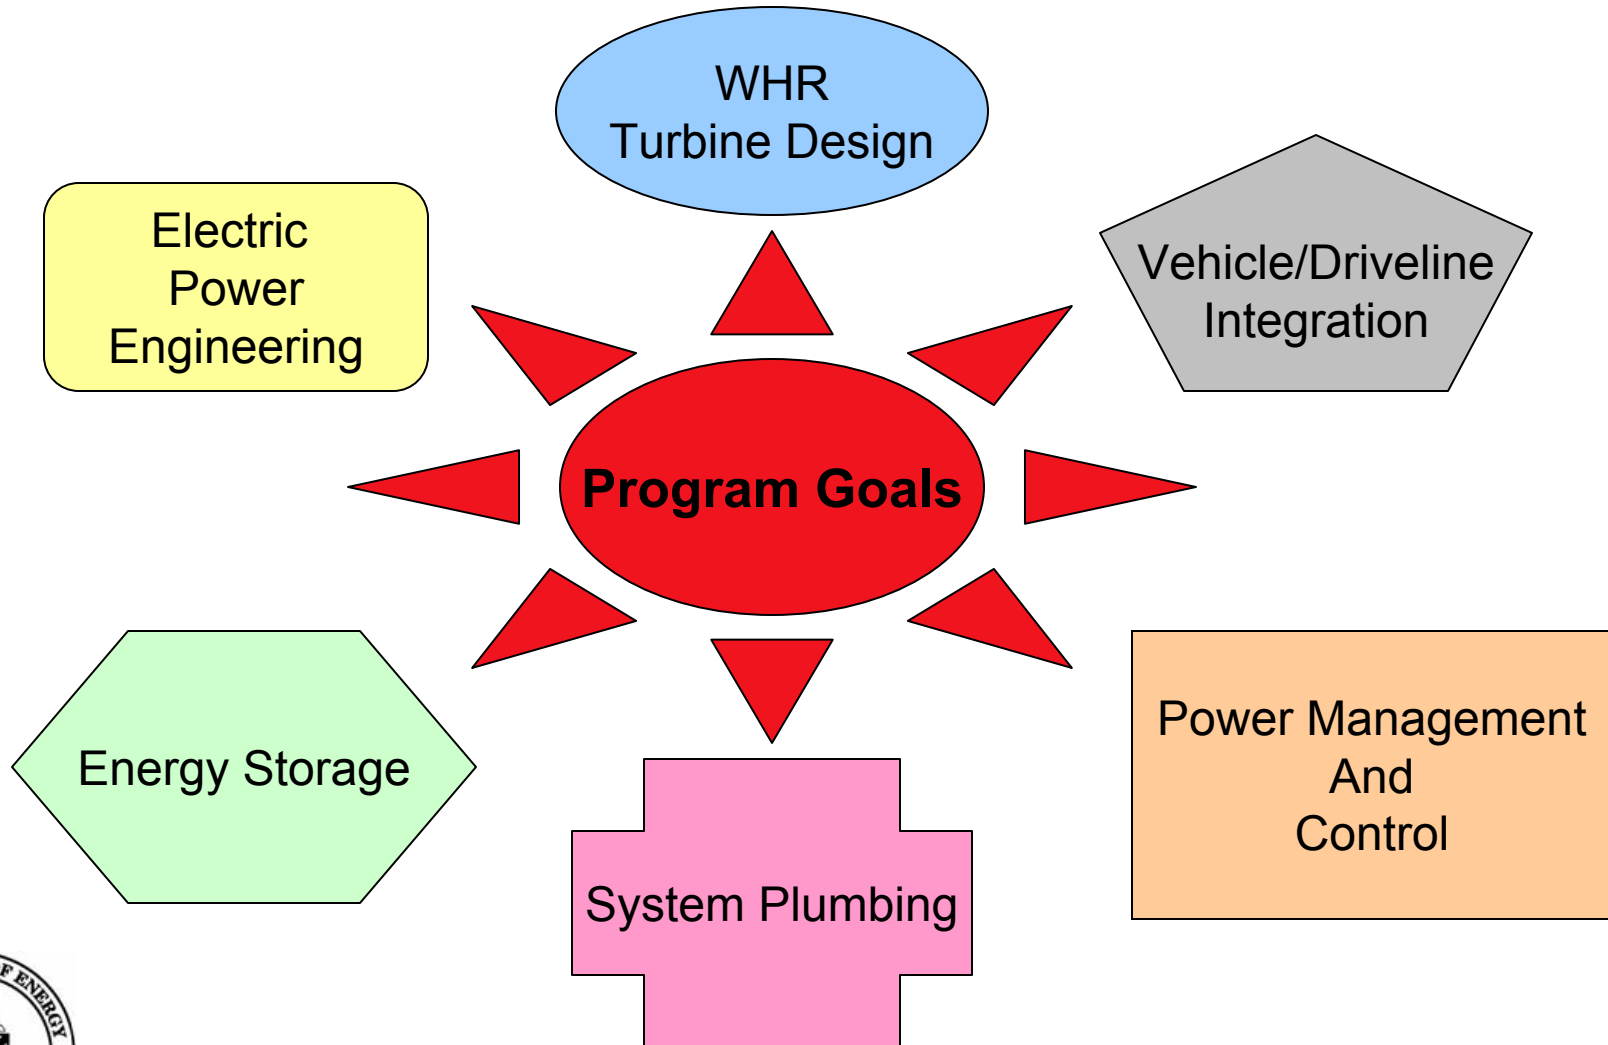 WHR
Turbine Design
Electric
Power
Engineering
Vehicle/Driveline
Integration
Program Goals
Energy Storage
Power Management
And
Control
System Plumbing
OF ENERGY